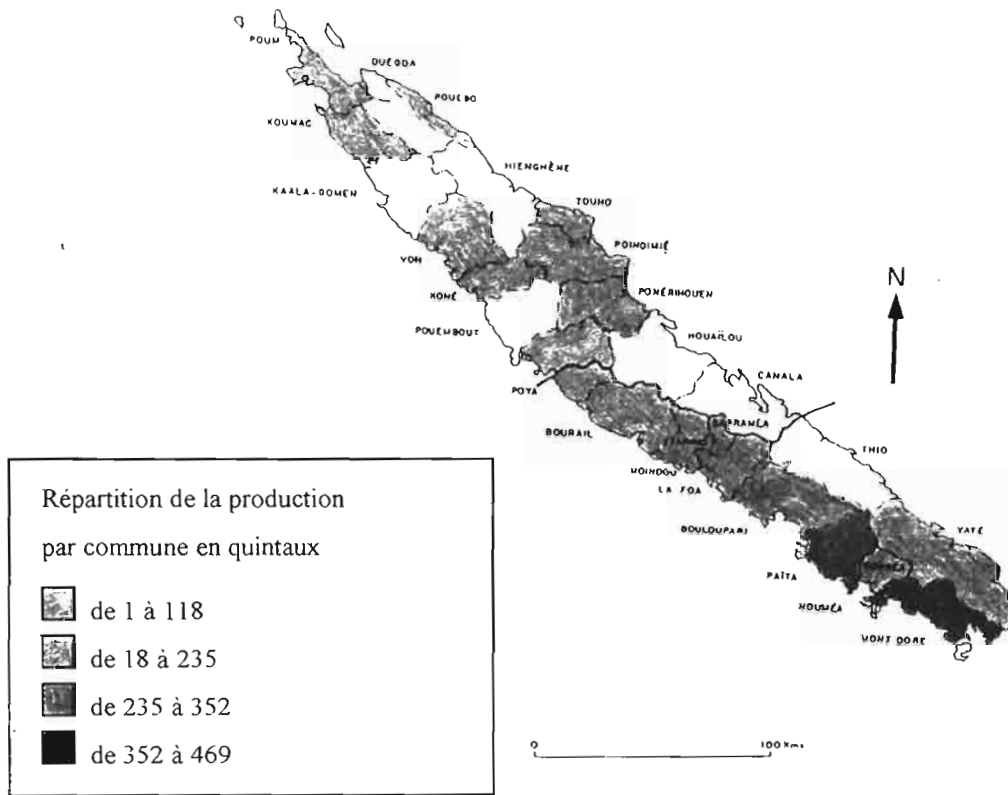 POUM
OUEGOA
POUEBO
KOUMAC
HIENGHÈNE
KAALA-GOMEN
TOUHO
POINDIMIÉ
VOH
N
KONÉ
PONÉRIHOUEN
POUEMBOUT
HOUAÏLOU
CANALA
POYA
SARRAMÉA
BOURAIL
THIO
MOINDOU
LA FOA
BOULOUPARI
YATÉ
PAÏTA
NOUMÉA
MONT DORE
Répartition de la production
par commune en quintaux
de 1 à 118
de 18 à 235
de 235 à 352
de 352 à 469
0 100 Kms